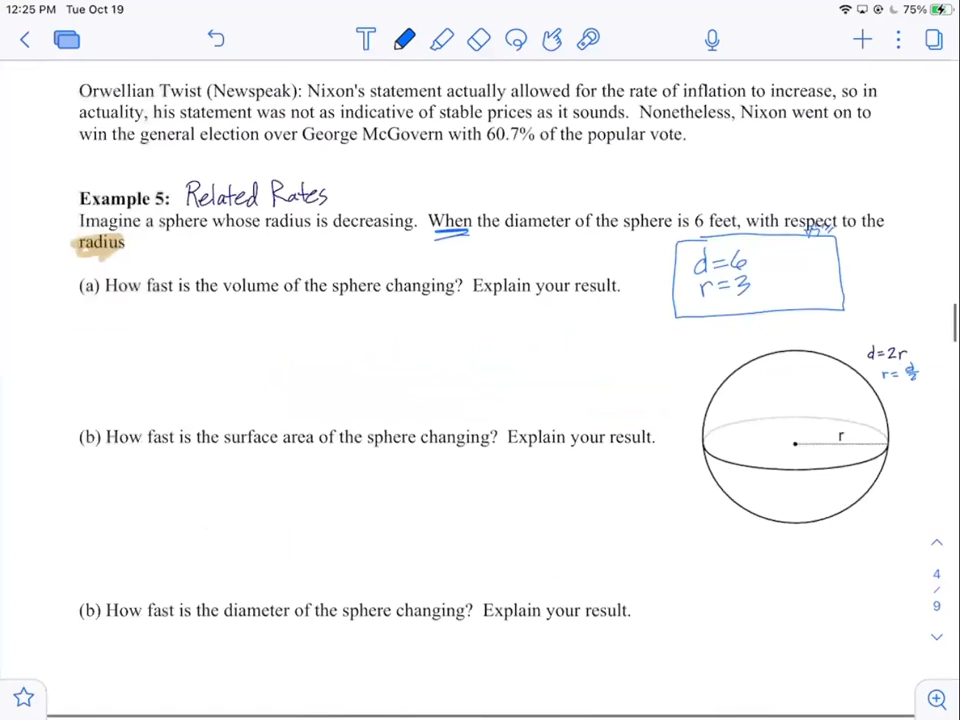 12:25 PM Tue Oct 19
75%
Orwellian Twist (Newspeak): Nixon's statement actually allowed for the rate of inflation to increase, so in
actuality, his statement was not as indicative of stable prices as it sounds. Nonetheless, Nixon went on to
win the general election over George McGovern with 60.7% of the popular vote.
Example 5: Related Rates
Imagine a sphere whose radius is decreasing. When the diameter of the sphere is 6 feet, with respect to the
radius
d=6
r=3
(a) How fast is the volume of the sphere changing? Explain your result.
d=2r
r=d/2
(b) How fast is the surface area of the sphere changing? Explain your result.
r
(b) How fast is the diameter of the sphere changing? Explain your result.
4
/
9